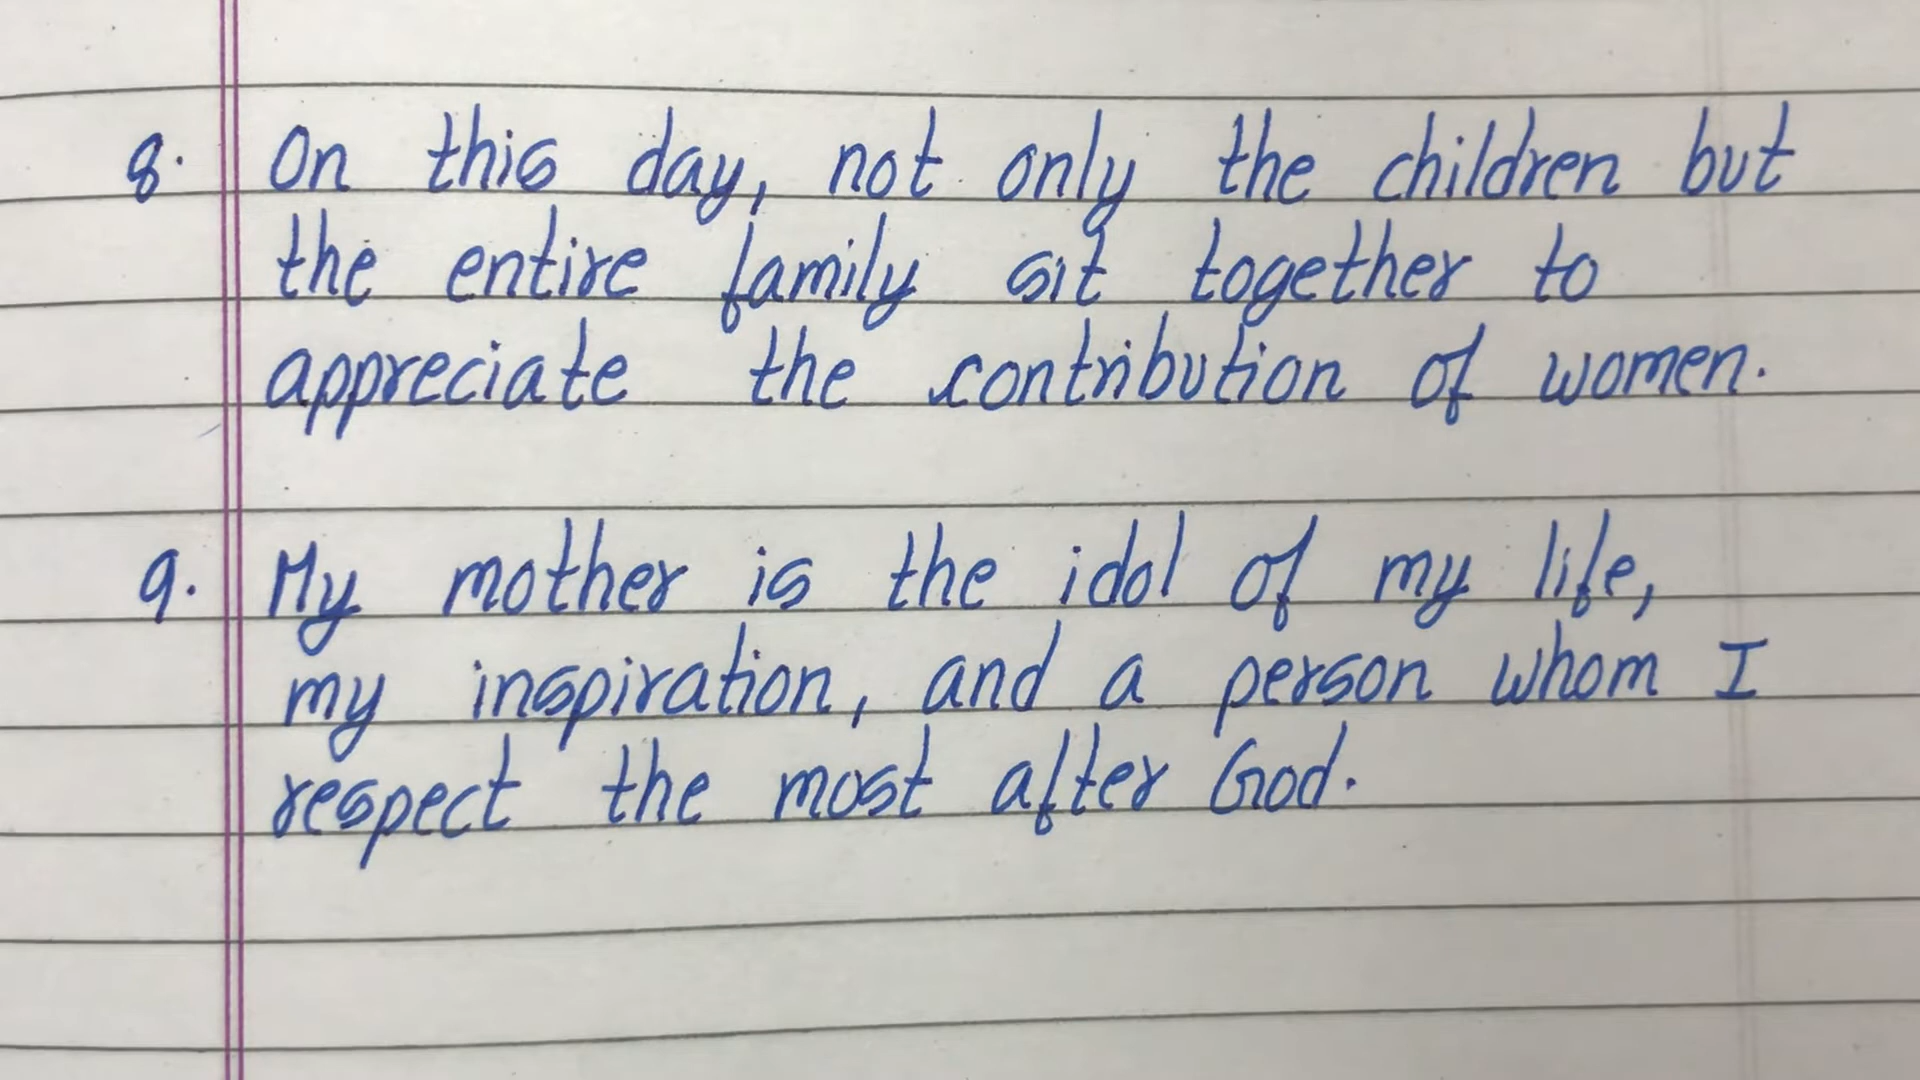 8. On this day, not only the children but
the entire family sit together to
appreciate the contribution of women.
9. My mother is the idol of my life,
my inspiration, and a person whom I
respect the most after God.